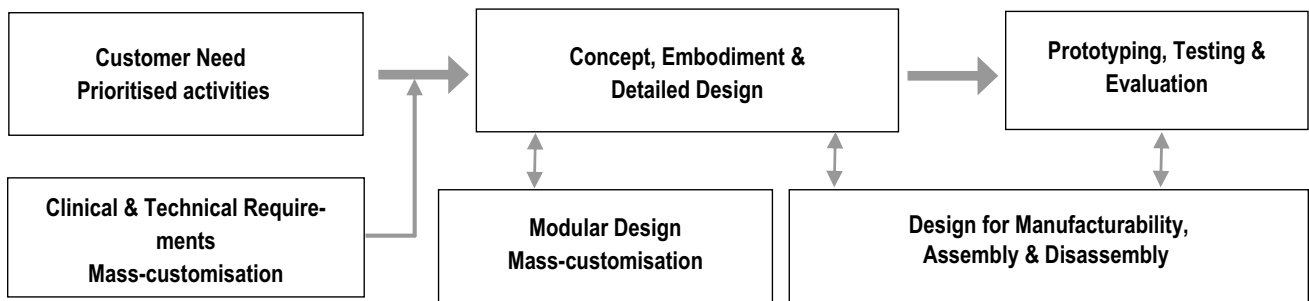 Customer Need
Prioritised activities
Concept, Embodiment &
Detailed Design
Prototyping, Testing &
Evaluation
Clinical & Technical Require-
ments
Mass-customisation
Modular Design
Mass-customisation
Design for Manufacturability,
Assembly & Disassembly